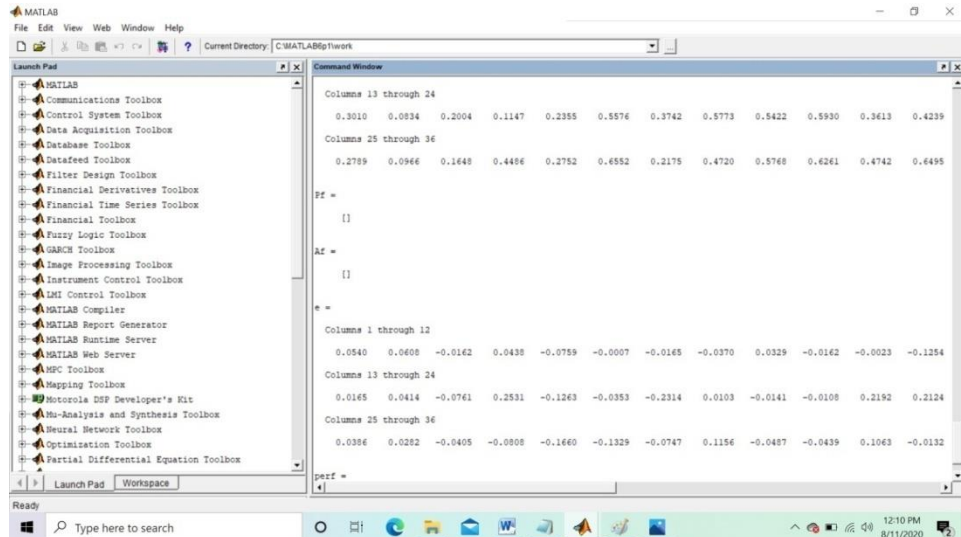 MATLAB
File Edit View Web Window Help
? Current Directory: C:\MATLAB6p1\work ...
Launch Pad
MATLAB
Communications Toolbox
Control System Toolbox
Data Acquisition Toolbox
Database Toolbox
Datafeed Toolbox
Filter Design Toolbox
Financial Derivatives Toolbox
Financial Time Series Toolbox
Financial Toolbox
Fuzzy Logic Toolbox
GARCH Toolbox
Image Processing Toolbox
Instrument Control Toolbox
LMI Control Toolbox
MATLAB Compiler
MATLAB Report Generator
MATLAB Runtime Server
MATLAB Web Server
MPC Toolbox
Mapping Toolbox
Motorola DSP Developer's Kit
Mu-Analysis and Synthesis Toolbox
Neural Network Toolbox
Optimization Toolbox
Partial Differential Equation Toolbox
Launch Pad Workspace
Command Window
Columns 13 through 24
0.3010 0.0834 0.2004 0.1147 0.2355 0.5576 0.3742 0.5773 0.5422 0.5930 0.3613 0.4239
Columns 25 through 36
0.2789 0.0966 0.1648 0.4486 0.2752 0.6552 0.2175 0.4720 0.5768 0.6261 0.4742 0.6495
Pf =
[]
Af =
[]
e =
Columns 1 through 12
0.0540 0.0608 -0.0162 0.0438 -0.0759 -0.0007 -0.0165 -0.0370 0.0329 -0.0162 -0.0023 -0.1254
Columns 13 through 24
0.0165 0.0414 -0.0761 0.2531 -0.1263 -0.0353 -0.2314 0.0103 -0.0141 -0.0108 0.2192 0.2124
Columns 25 through 36
0.0386 0.0282 -0.0405 -0.0808 -0.1660 -0.1329 -0.0747 0.1156 -0.0487 -0.0439 0.1063 -0.0132
perf =
Ready
Type here to search
12:10 PM
8/11/2020